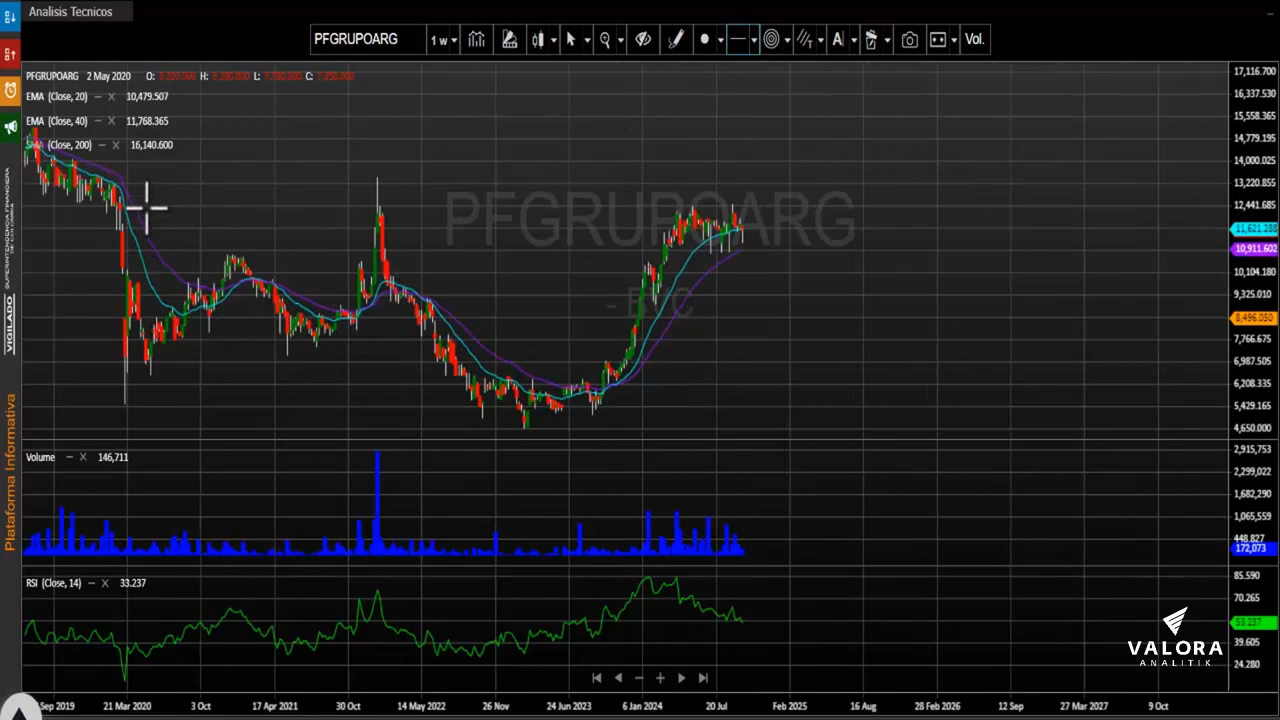 Analisis Tecnicos
PFGRUPOARG
1 w
A
Vol.
PFGRUPOARG 2 May 2020 O: H: L: C:
EMA (Close, 20) — X 10,479.507
EMA (Close, 40) — X 11,768.365
SMA (Close, 200) — X 16,140.600
PFGRUPOARG
- BVC
17,116.700
16,337.530
15,558.365
14,779.195
14,000.025
13,220.855
12,441.685
11,621.288
10,911.602
10,104.180
9,325.010
8,496.050
7,766.675
6,987.505
6,208.335
5,429.165
4,650.000
Volume — X 146,711
2,915,753
2,299,022
1,682,290
1,065,559
448,827
172,073
RSI (Close, 14) — X 33.237
85.590
70.265
53.237
39.605
24.280
Sep 2019
21 Mar 2020
3 Oct
17 Apr 2021
30 Oct
14 May 2022
26 Nov
24 Jun 2023
6 Jan 2024
20 Jul
Feb 2025
16 Aug
28 Feb 2026
12 Sep
27 Mar 2027
9 Oct
VIGILADO SUPERINTENDENCIA FINANCIERA DE COLOMBIA
Plataforma Informativa
VALORA
ANALITIK